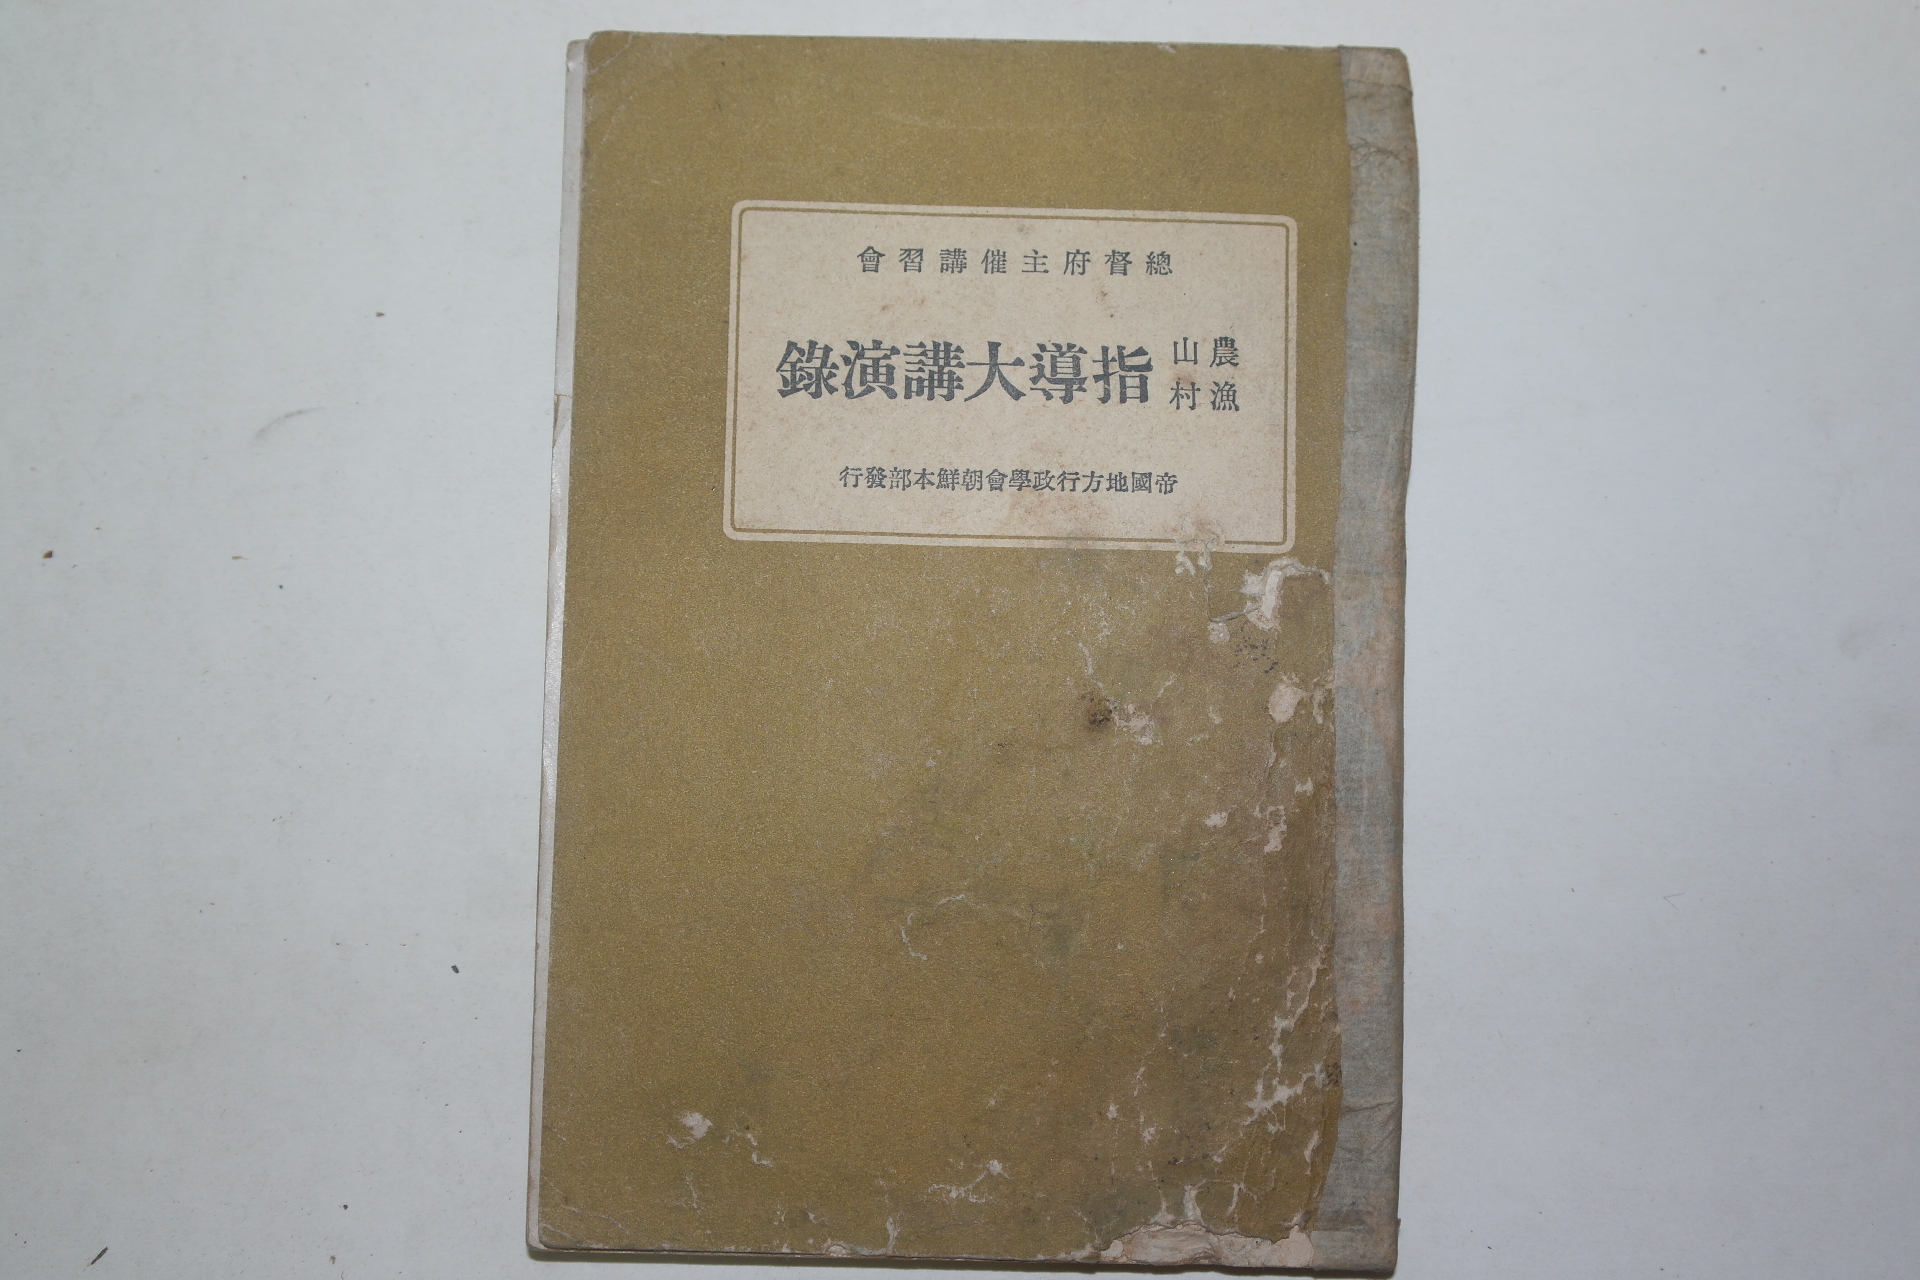 總督府主催講習會
農漁山村指導大講演錄
帝國地方行政學會朝鮮本部發行